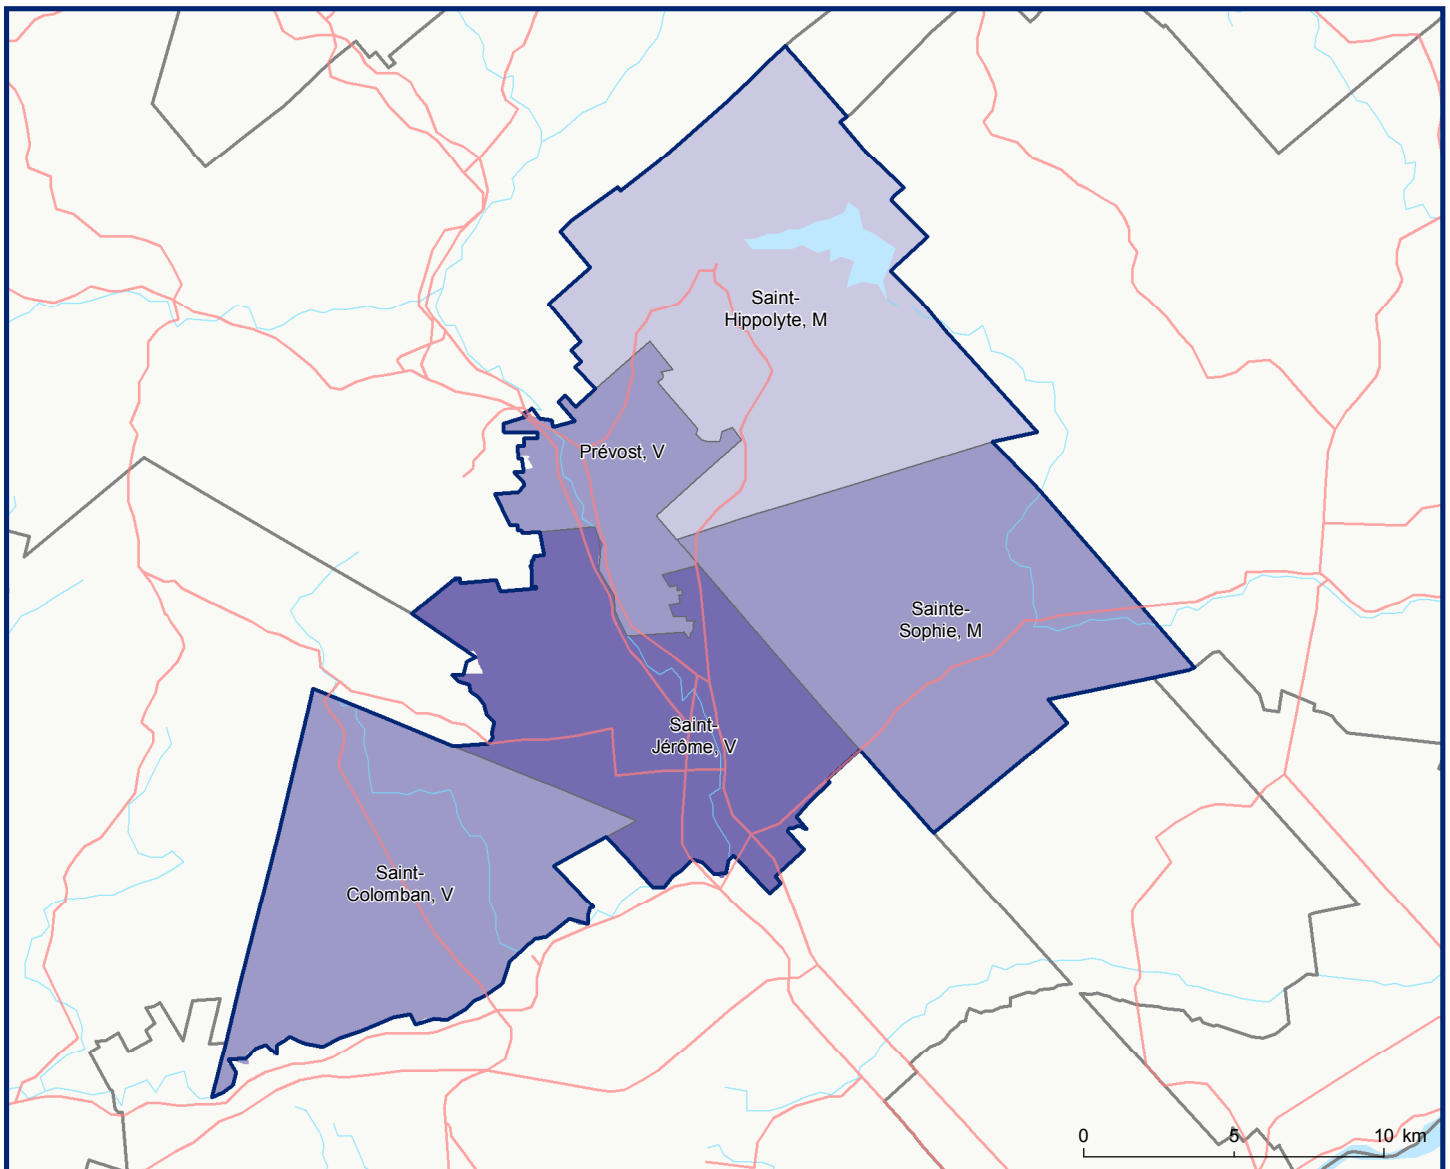 Saint-
Hippolyte, M
Prévost, V
Sainte-
Sophie, M
Saint-
Jérôme, V
Saint-
Colomban, V
0 5 10 km